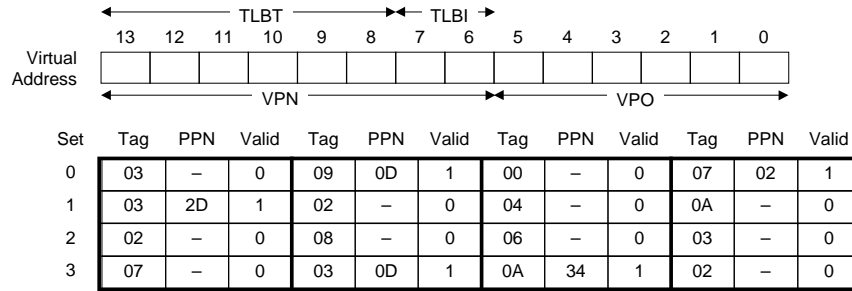 TLBT TLBI
13 12 11 10 9 8 7 6 5 4 3 2 1 0
Virtual
Address
VPN VPO
Set Tag PPN Valid Tag PPN Valid Tag PPN Valid Tag PPN Valid
0 03 – 0 09 0D 1 00 – 0 07 02 1
1 03 2D 1 02 – 0 04 – 0 0A – 0
2 02 – 0 08 – 0 06 – 0 03 – 0
3 07 – 0 03 0D 1 0A 34 1 02 – 0